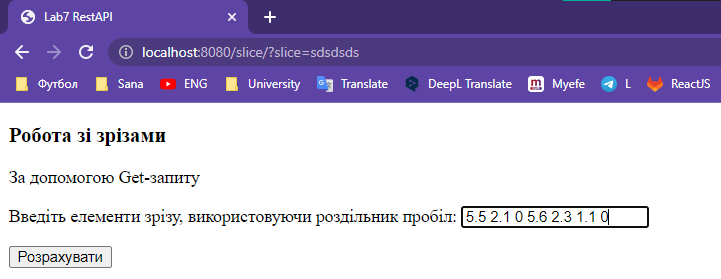 Lab7 RestAPI
localhost:8080/slice/?slice=sdsdsds
Футбол Sana ENG University Translate DeepL Translate Myefe L ReactJS
Робота зі зрізами
За допомогою Get-запиту
Введіть елементи зрізу, використовуючи роздільник пробіл: 5.5 2.1 0 5.6 2.3 1.1 0
Розрахувати